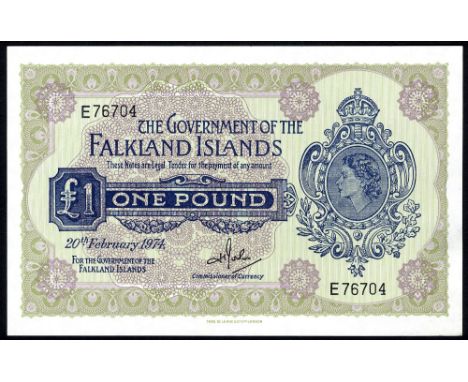 E76704
THE GOVERNMENT OF THE
FALKLAND ISLANDS
These Notes are Legal Tender for the payment of any amount
£1
ONE POUND
20th February 1974.
FOR THE GOVERNMENT OF THE
FALKLAND ISLANDS
Commissioner of Currency
E76704